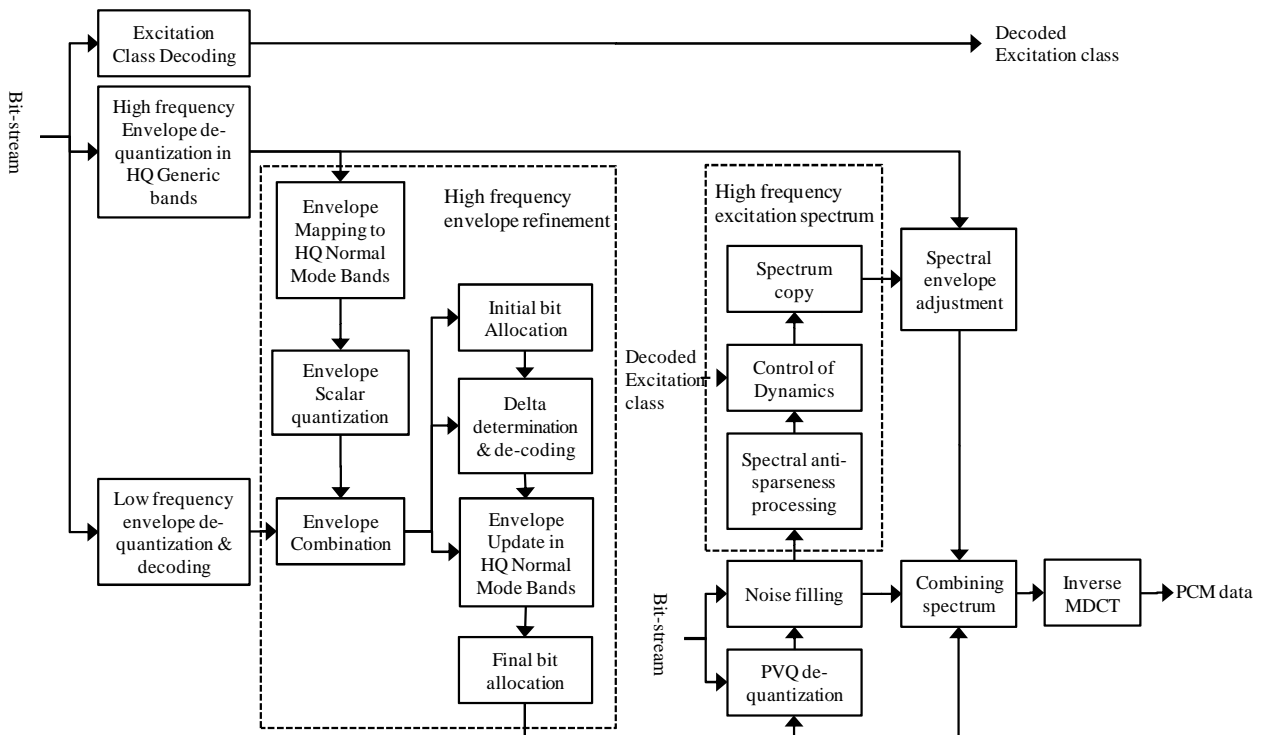 Excitation
Class Decoding
Decoded
Excitation class
Bit-stream
High frequency
Envelope de-
quantization in
HQ Generic
bands
High frequency
envelope refinement
Envelope
Mapping to
HQ Normal
Mode Bands
Envelope
Scalar
quantization
Initial bit
Allocation
Delta
determination
& de-coding
Low frequency
envelope de-
quantization &
decoding
Envelope
Combination
Envelope
Update in
HQ Normal
Mode Bands
Final bit
allocation
High frequency
excitation spectrum
Spectrum
copy
Spectral
envelope
adjustment
Decoded
Excitation
class
Control of
Dynamics
Spectral anti-
sparseness
processing
Bit-stream
Noise filling
PVQ de-
quantization
Combining
spectrum
Inverse
MDCT
PCM data